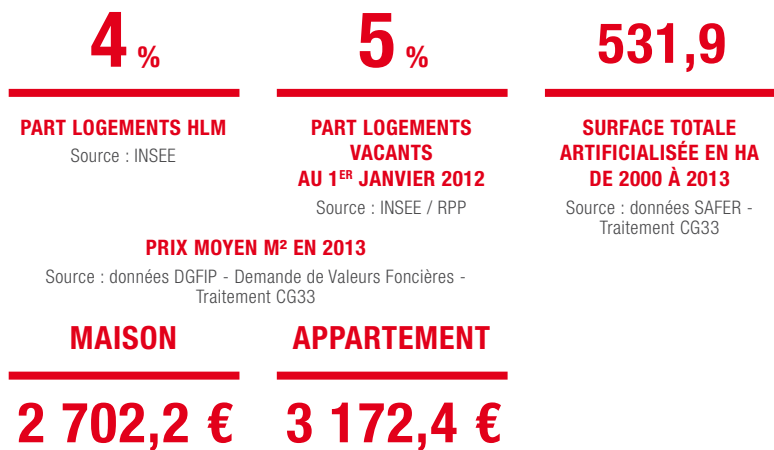 4 %
PART LOGEMENTS HLM
Source : INSEE
5 %
PART LOGEMENTS
VACANTS
AU 1ER JANVIER 2012
Source : INSEE / RPP
531,9
SURFACE TOTALE
ARTIFICIALISÉE EN HA
DE 2000 À 2013
Source : données SAFER -
Traitement CG33
PRIX MOYEN M² EN 2013
Source : données DGFIP - Demande de Valeurs Foncières -
Traitement CG33
MAISON
2 702,2 €
APPARTEMENT
3 172,4 €